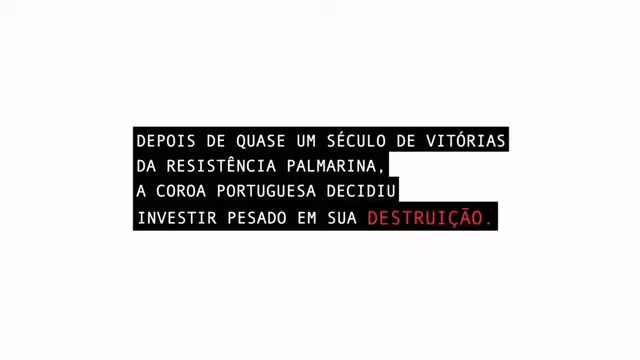 DEPOIS DE QUASE UM SÉCULO DE VITÓRIAS
DA RESISTÊNCIA PALMARINA,
A COROA PORTUGUESA DECIDIU
INVESTIR PESADO EM SUA DESTRUIÇÃO.